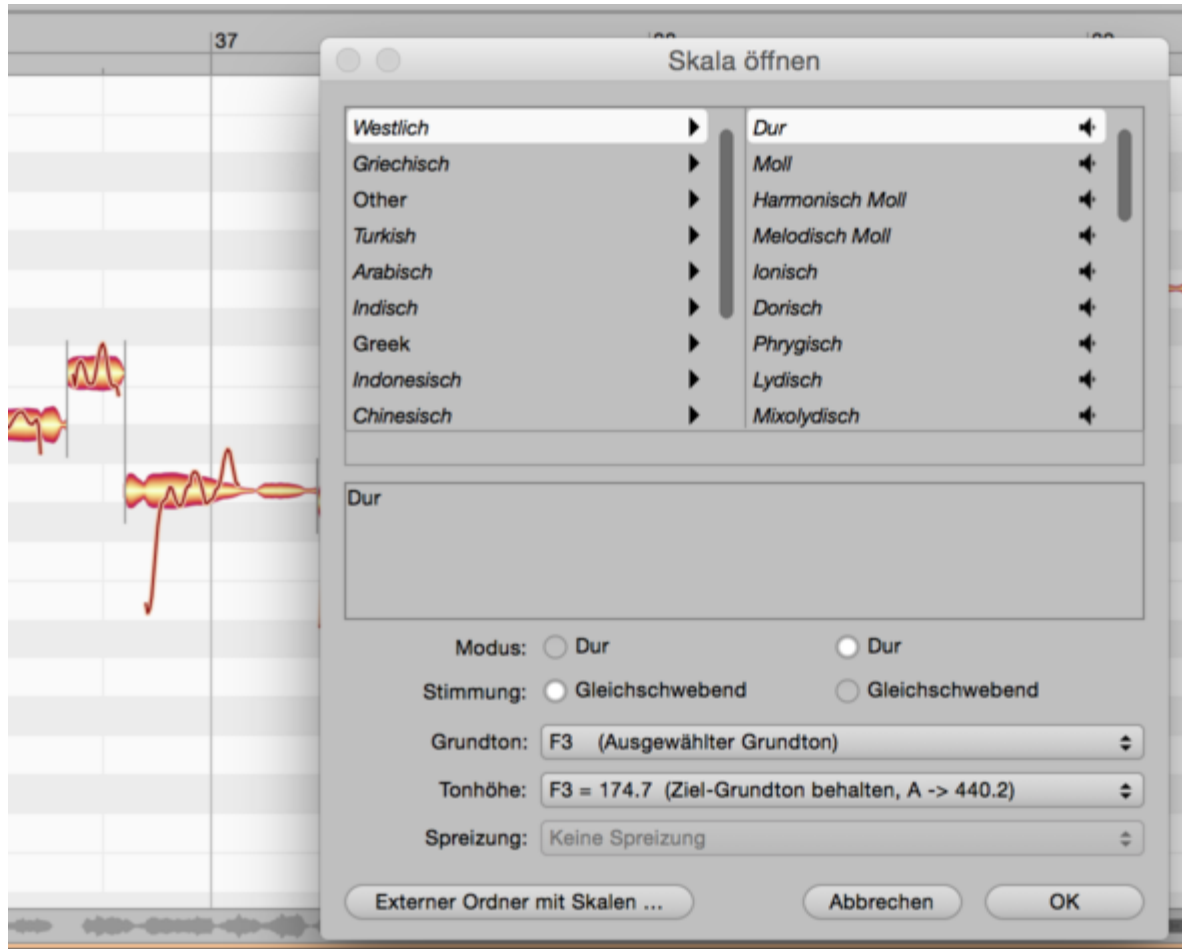 37
Skala öffnen
Westlich
Griechisch
Other
Turkish
Arabisch
Indisch
Greek
Indonesisch
Chinesisch
Dur
Moll
Harmonisch Moll
Melodisch Moll
Ionisch
Dorisch
Phrygisch
Lydisch
Mixolydisch
Dur
Modus: Dur Dur
Stimmung: Gleichschwebend Gleichschwebend
Grundton: F3 (Ausgewählter Grundton)
Tonhöhe: F3 = 174.7 (Ziel-Grundton behalten, A -> 440.2)
Spreizung: Keine Spreizung
Externer Ordner mit Skalen ... Abbrechen OK